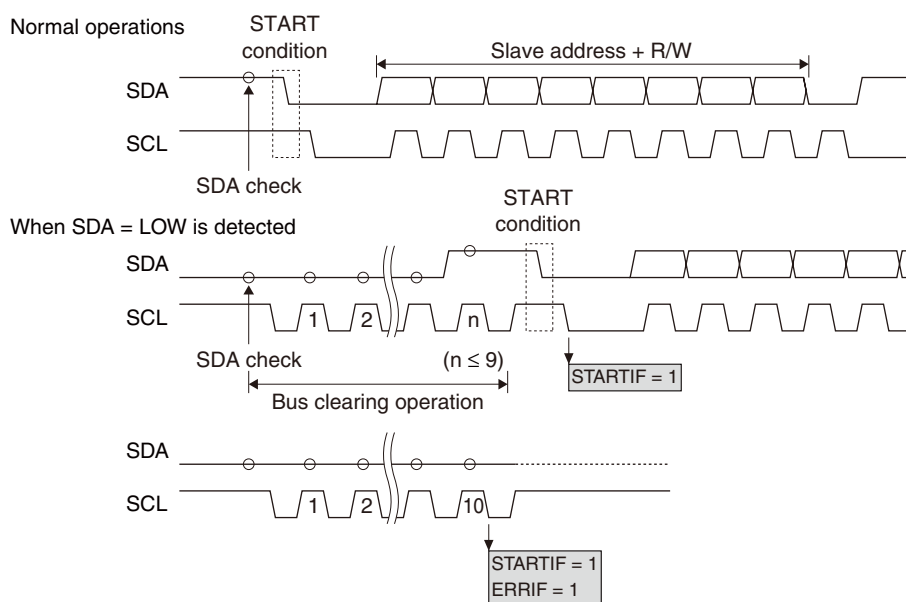 Normal operations
START
condition
Slave address + R/W
SDA
SCL
SDA check
When SDA = LOW is detected
START
condition
SDA
SCL
1
2
n
SDA check
(n ≤ 9)
STARTIF = 1
Bus clearing operation
SDA
SCL
1
2
10
STARTIF = 1
ERRIF = 1